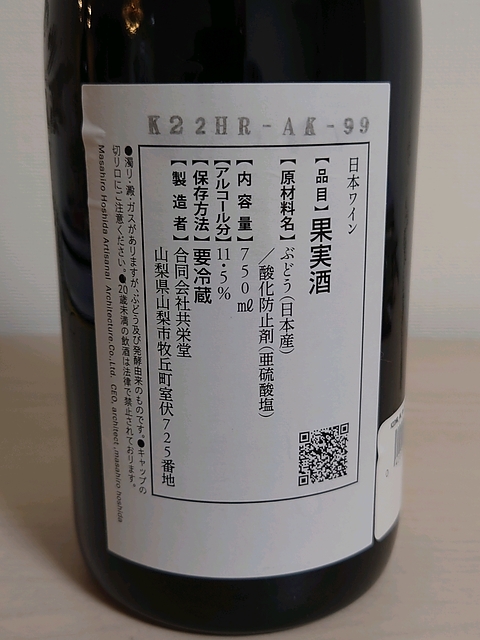 K22HR-AK-99
日本ワイン
【品目】果実酒
【原材料名】ぶどう(日本産)
／酸化防止剤(亜硫酸塩)
【内容量】750㎖
【アルコール分】11・5%
【保存方法】要冷蔵
【製造者】合同会社共栄堂
山梨県山梨市牧丘町室伏725番地
●濁り・澱・ガスがありますが、ぶどう及び発酵由来のものです。●キャップの
切り口にご注意ください。●20歳未満の飲酒は法律で禁止されております。
Masahiro Hoshida Artisanal Architecture.Co.,Ltd. CEO, architect ,masahiro hoshida